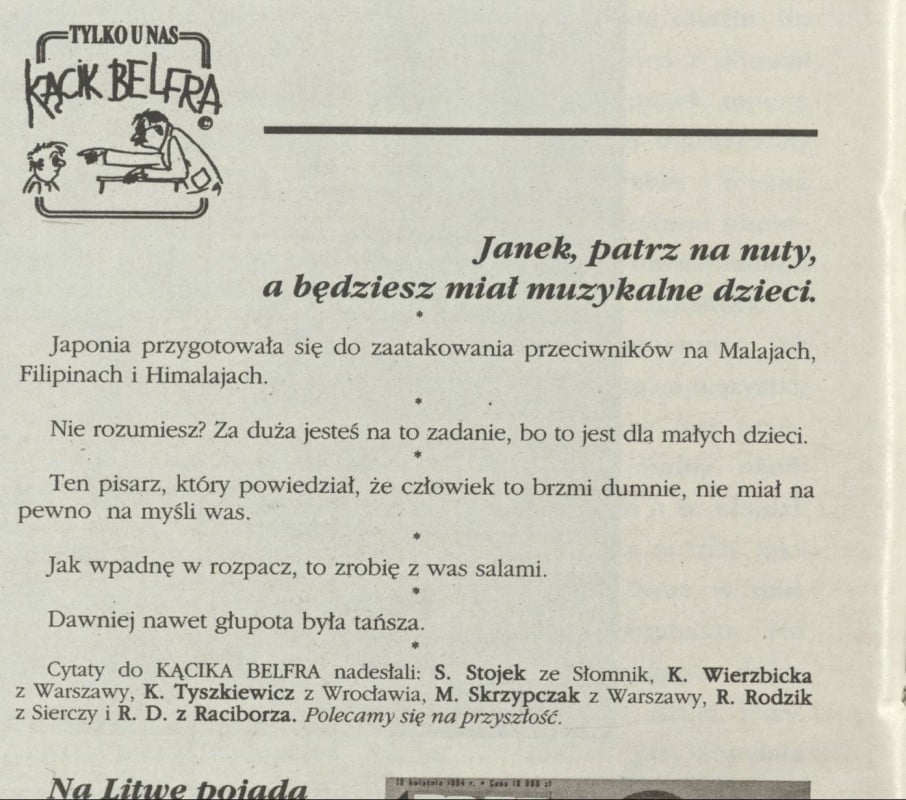 TYLKO U NAS
KĄCIK BELFRA
©
Janek, patrz na nuty,
a będziesz miał muzykalne dzieci.
*
Japonia przygotowała się do zaatakowania przeciwników na Malajach,
Filipinach i Himalajach.
*
Nie rozumiesz? Za duża jesteś na to zadanie, bo to jest dla małych dzieci.
*
Ten pisarz, który powiedział, że człowiek to brzmi dumnie, nie miał na
pewno na myśli was.
*
Jak wpadnę w rozpacz, to zrobię z was salami.
*
Dawniej nawet głupota była tańsza.
*
Cytaty do KĄCIKA BELFRA nadesłali: S. Stojek ze Słomnik, K. Wierzbicka
z Warszawy, K. Tyszkiewicz z Wrocławia, M. Skrzypczak z Warszawy, R. Rodzik
z Sierczy i R. D. z Raciborza. Polecamy się na przyszłość.
Na Litwę pojadą
kwietnia 1994 r. • Cena